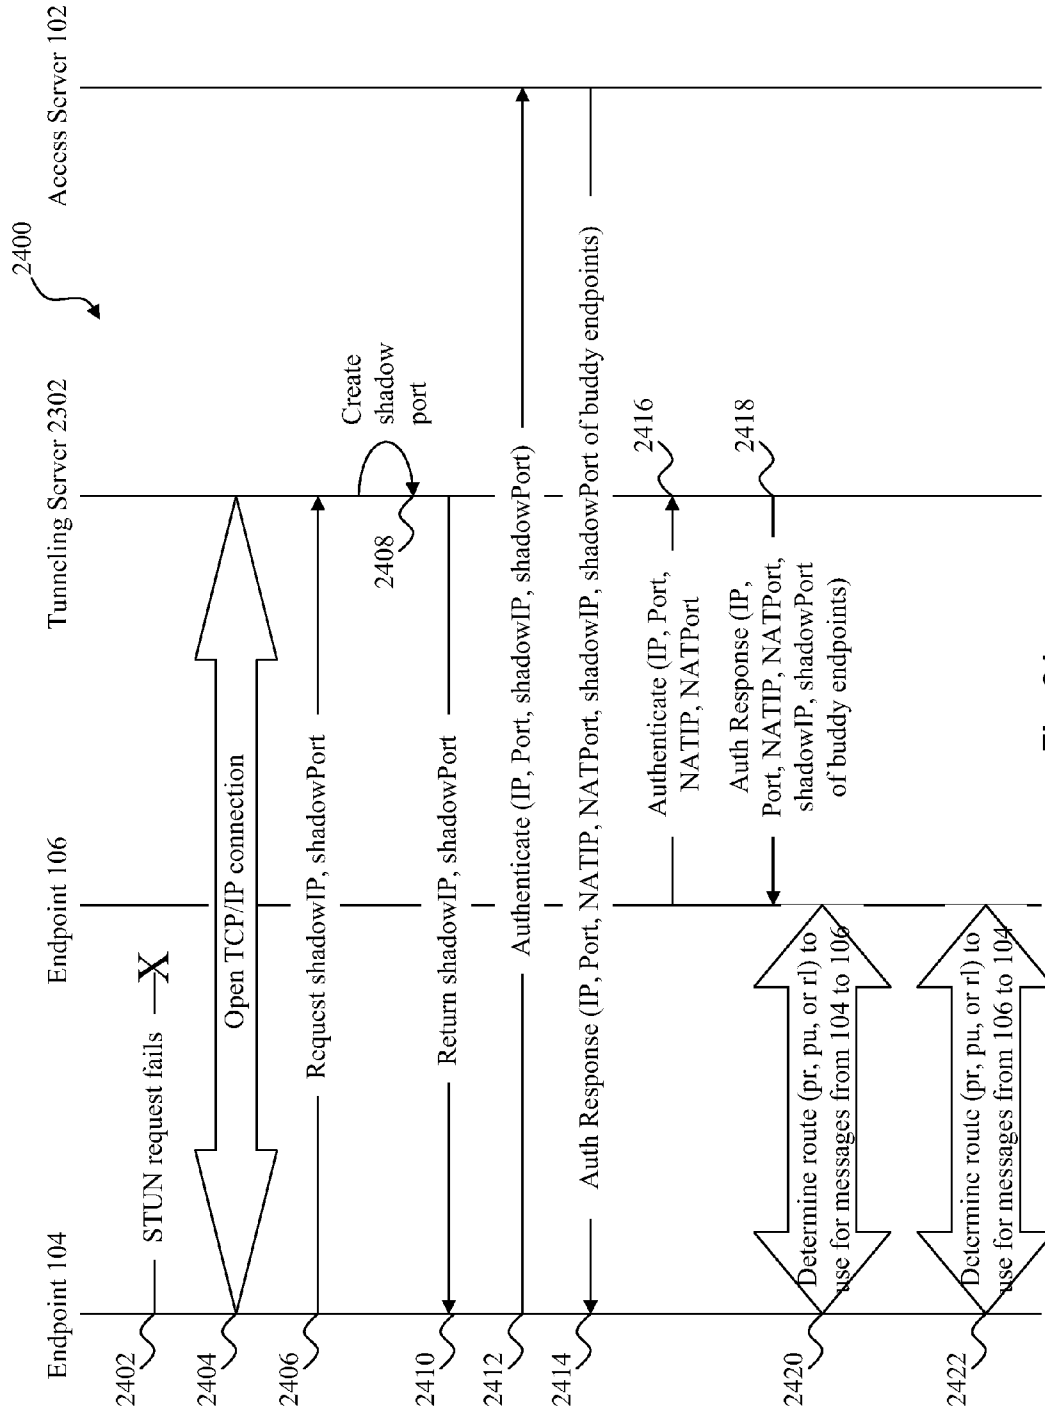 2400
Endpoint 104
Endpoint 106
Tunneling Server 2302
Access Server 102
2402
STUN request fails
X
2404
Open TCP/IP connection
2406
Request shadowIP, shadowPort
Create
shadow
port
2408
2410
Return shadowIP, shadowPort
2412
Authenticate (IP, Port, shadowIP, shadowPort)
2414
Auth Response (IP, Port, NATIP, NATPort, shadowIP, shadowPort of buddy endpoints)
Authenticate (IP, Port,
NATIP, NATPort
2416
Auth Response (IP,
Port, NATIP, NATPort,
shadowIP, shadowPort
of buddy endpoints)
2418
2420
Determine route (pr, pu, or rl) to
use for messages from 104 to 106
2422
Determine route (pr, pu, or rl) to
use for messages from 106 to 104